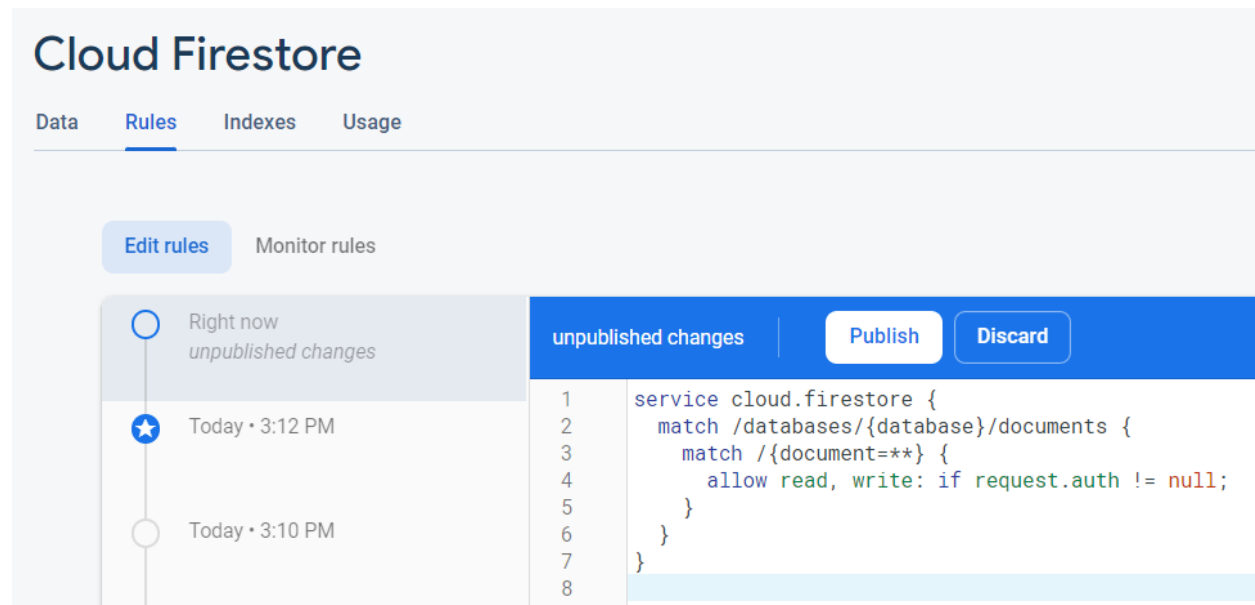 Cloud Firestore
Data Rules Indexes Usage
Edit rules Monitor rules
Right now
unpublished changes
Today • 3:12 PM
Today • 3:10 PM
unpublished changes Publish Discard
1 service cloud.firestore {
2 match /databases/{database}/documents {
3 match /{document=**} {
4 allow read, write: if request.auth != null;
5 }
6 }
7 }
8